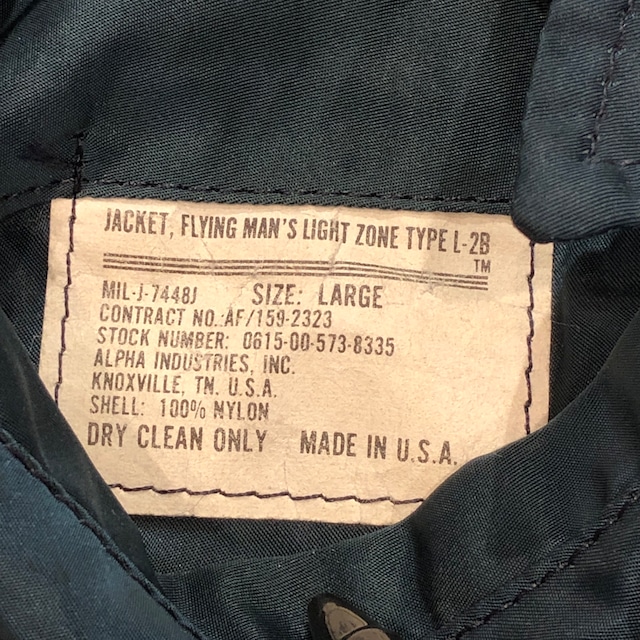 JACKET, FLYING MAN'S LIGHT ZONE TYPE L-2B
TM
MIL-J-7448J SIZE: LARGE
CONTRACT NO. AF/159-2323
STOCK NUMBER: 0615-00-573-8335
ALPHA INDUSTRIES, INC.
KNOXVILLE, TN. U.S.A.
SHELL: 100% NYLON
DRY CLEAN ONLY MADE IN U.S.A.